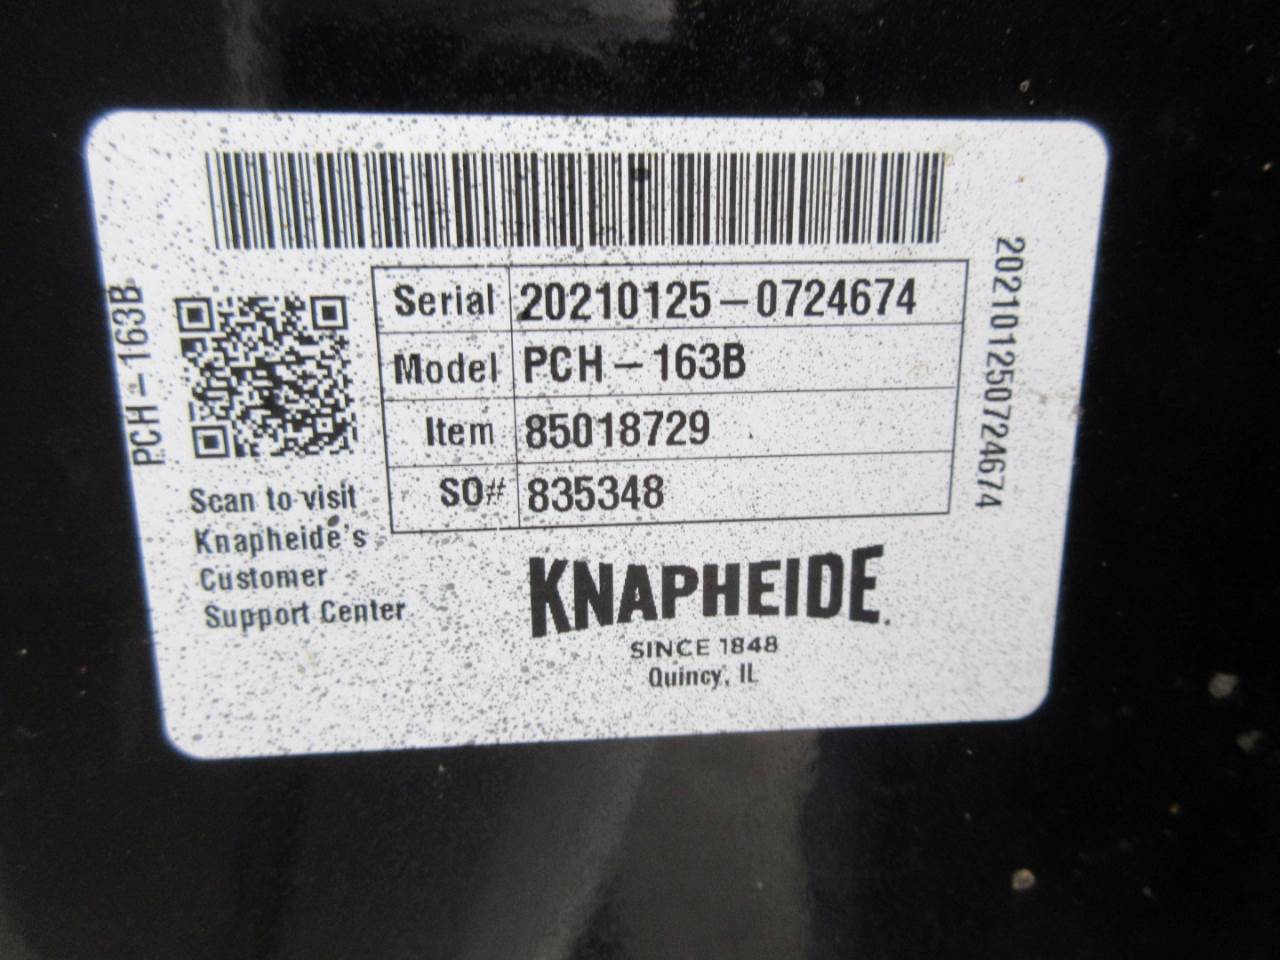 Serial 20210125-0724674
Model PCH-163B
Item 85018729
SO# 835348
PCH-163B
202101250724674
Scan to visit
Knapheide's
Customer
Support Center
KNAPHEIDE.
SINCE 1848
Quincy, IL